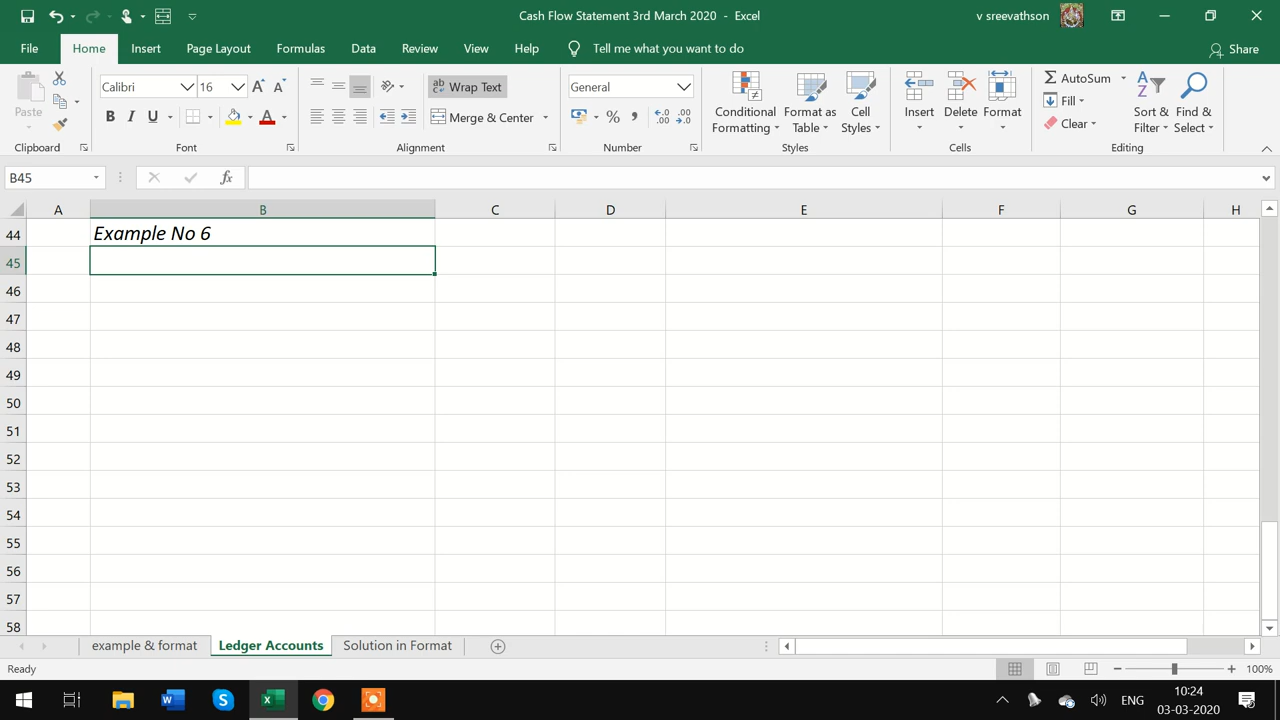 Cash Flow Statement 3rd March 2020 - Excel
v sreevathson
File Home Insert Page Layout Formulas Data Review View Help Tell me what you want to do Share
Paste
Clipboard
Calibri 16
B I U
Font
ab Wrap Text
Merge & Center
Alignment
General
Number
Conditional Formatting
Format as Table
Cell Styles
Styles
Insert Delete Format
Cells
AutoSum
Fill
Clear
Sort & Filter
Find & Select
Editing
B45
fx
A B C D E F G H
44 Example No 6
45
46
47
48
49
50
51
52
53
54
55
56
57
58
example & format Ledger Accounts Solution in Format
Ready 100%
ENG 10:24
03-03-2020